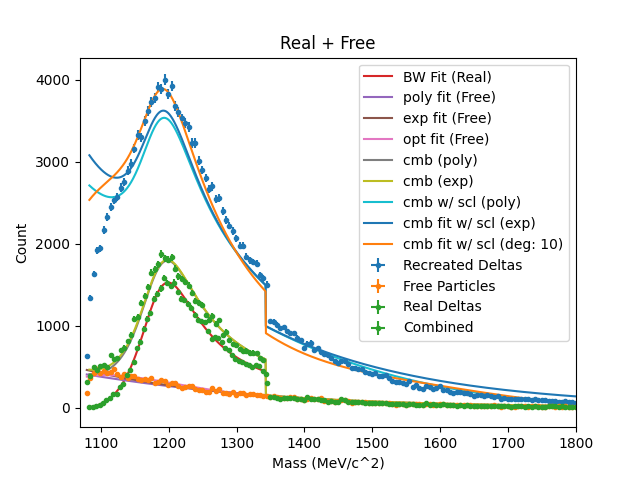 Real + Free
Count
4000
3000
2000
1000
0
BW Fit (Real)
poly fit (Free)
exp fit (Free)
opt fit (Free)
cmb (poly)
cmb (exp)
cmb w/ scl (poly)
cmb fit w/ scl (exp)
cmb fit w/ scl (deg: 10)
Recreated Deltas
Free Particles
Real Deltas
Combined
1100 1200 1300 1400 1500 1600 1700 1800
Mass (MeV/c^2)